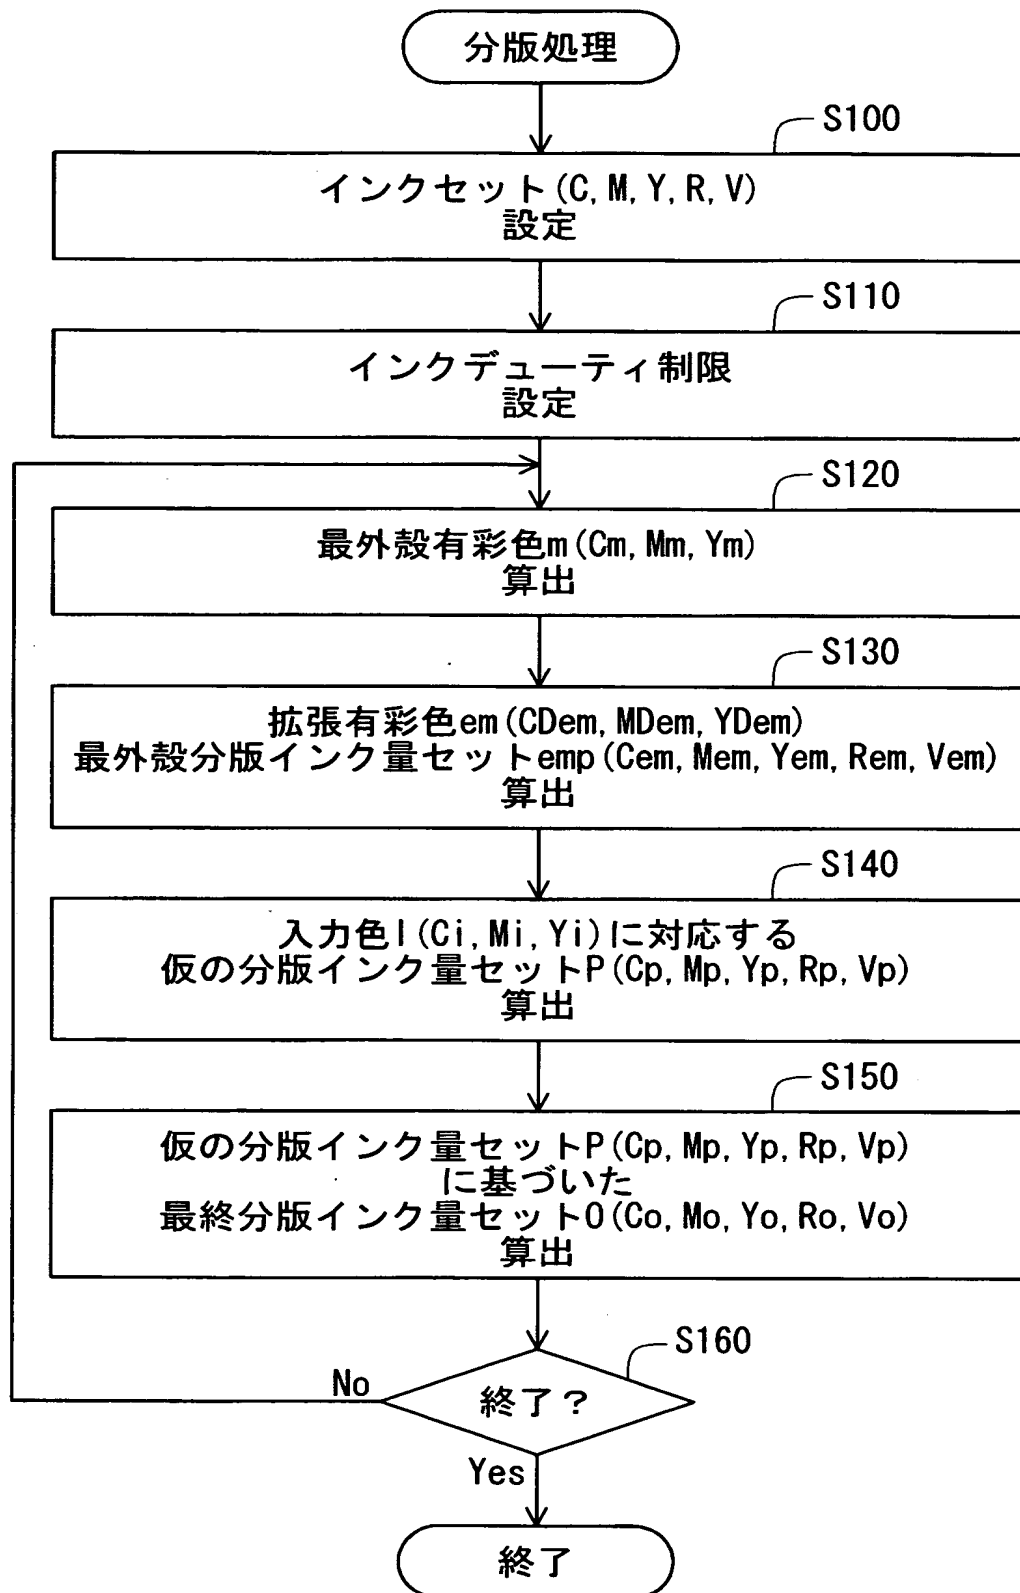 分版処理
S100
インクセット(C, M, Y, R, V)
設定
S110
インクデューティ制限
設定
S120
最外殻有彩色m(Cm, Mm, Ym)
算出
S130
拡張有彩色em(CDem, MDem, YDem)
最外殻分版インク量セットemp(Cem, Mem, Yem, Rem, Vem)
算出
S140
入力色I(Ci, Mi, Yi)に対応する
仮の分版インク量セットP(Cp, Mp, Yp, Rp, Vp)
算出
S150
仮の分版インク量セットP(Cp, Mp, Yp, Rp, Vp)
に基づいた
最終分版インク量セットO(Co, Mo, Yo, Ro, Vo)
算出
S160
No
終了？
Yes
終了